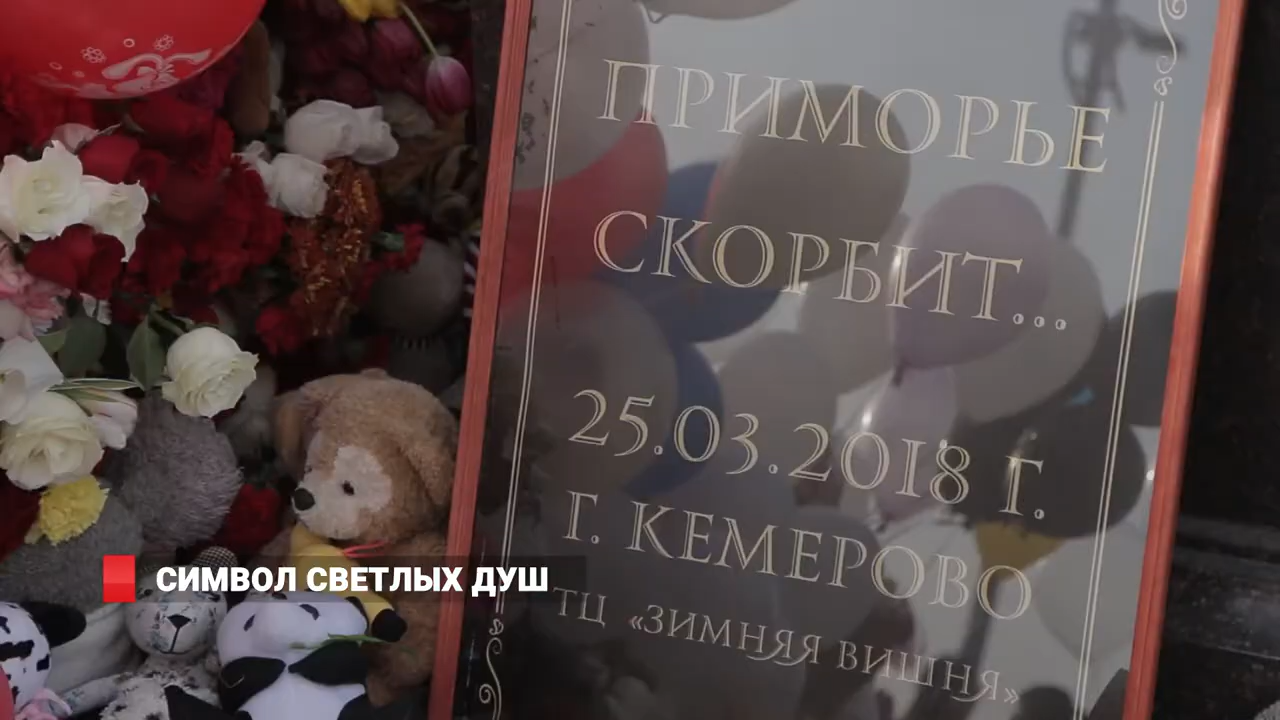 ПРИМОРЬЕ
СКОРБИТ...
25.03.2018 Г.
Г. КЕМЕРОВО
ТЦ «ЗИМНЯЯ ВИШНЯ»
СИМВОЛ СВЕТЛЫХ ДУШ